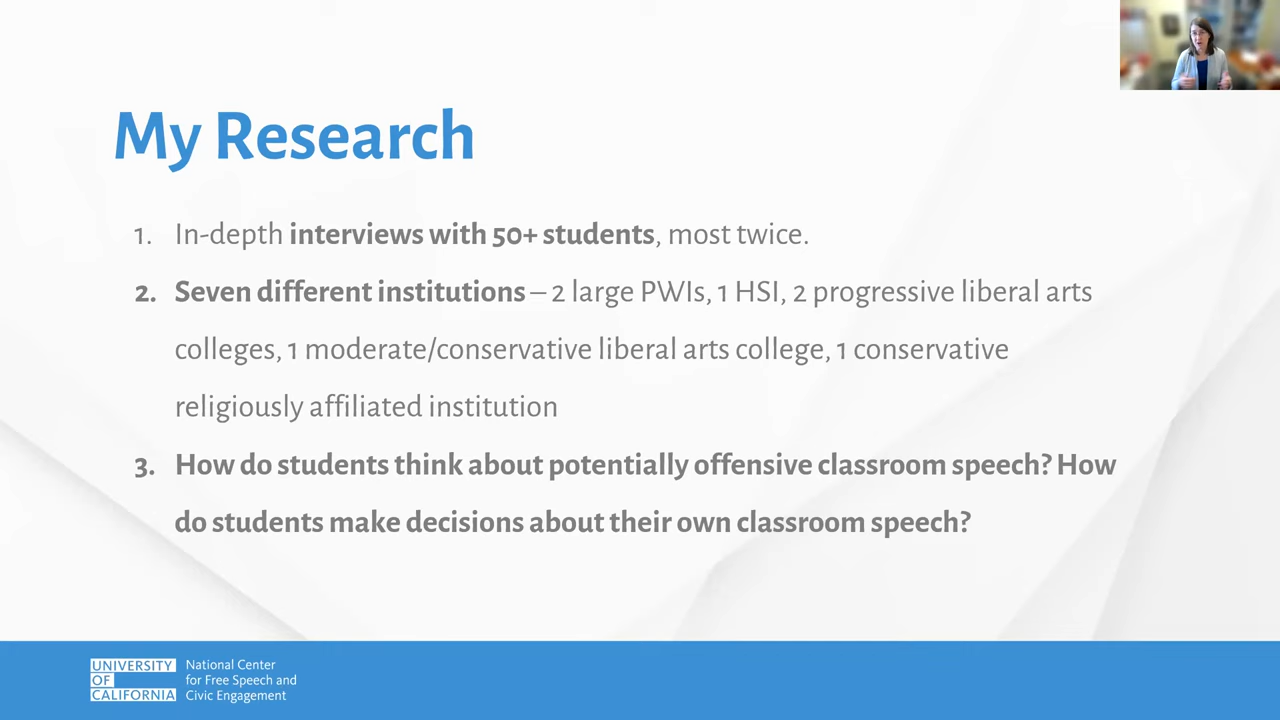 My Research
1. In-depth interviews with 50+ students, most twice.
2. Seven different institutions – 2 large PWIs, 1 HSI, 2 progressive liberal arts
colleges, 1 moderate/conservative liberal arts college, 1 conservative
religiously affiliated institution
3. How do students think about potentially offensive classroom speech? How
do students make decisions about their own classroom speech?
UNIVERSITY
OF
CALIFORNIA
National Center
for Free Speech and
Civic Engagement